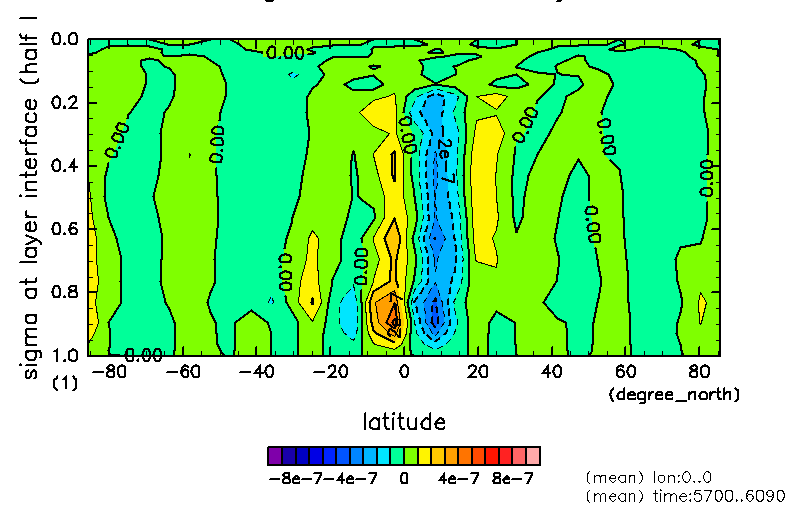 0.0
0.2
0.4
0.6
0.8
1.0
(1)
sigma at layer interface (half l
0.00
0.00
0.00
0.00
0.00
0.00
0.00
0.00
0.00
0.00
0.00
2e-7
2e-7
-80 -60 -40 -20 0 20 40 60 80
(degree_north)
latitude
-8e-7 -4e-7 0 4e-7 8e-7
(mean) lon:0..0
(mean) time:5700..6090